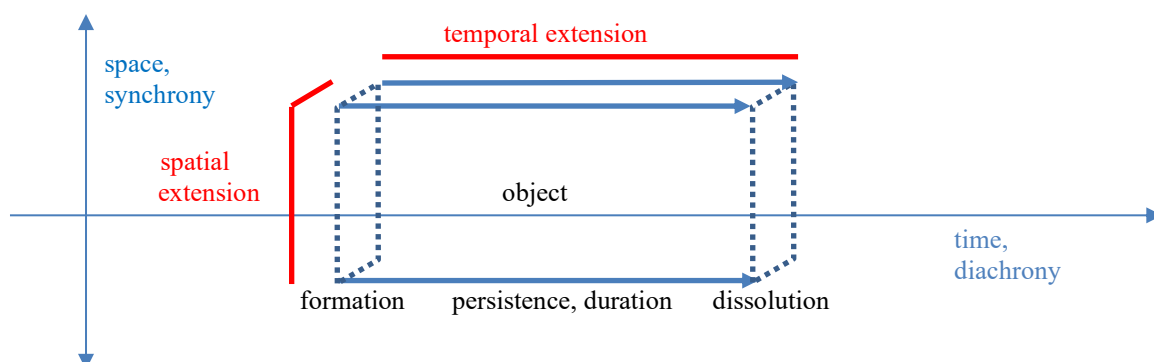 temporal extension
space,
synchrony
spatial
extension
object
time,
diachrony
formation
persistence, duration
dissolution